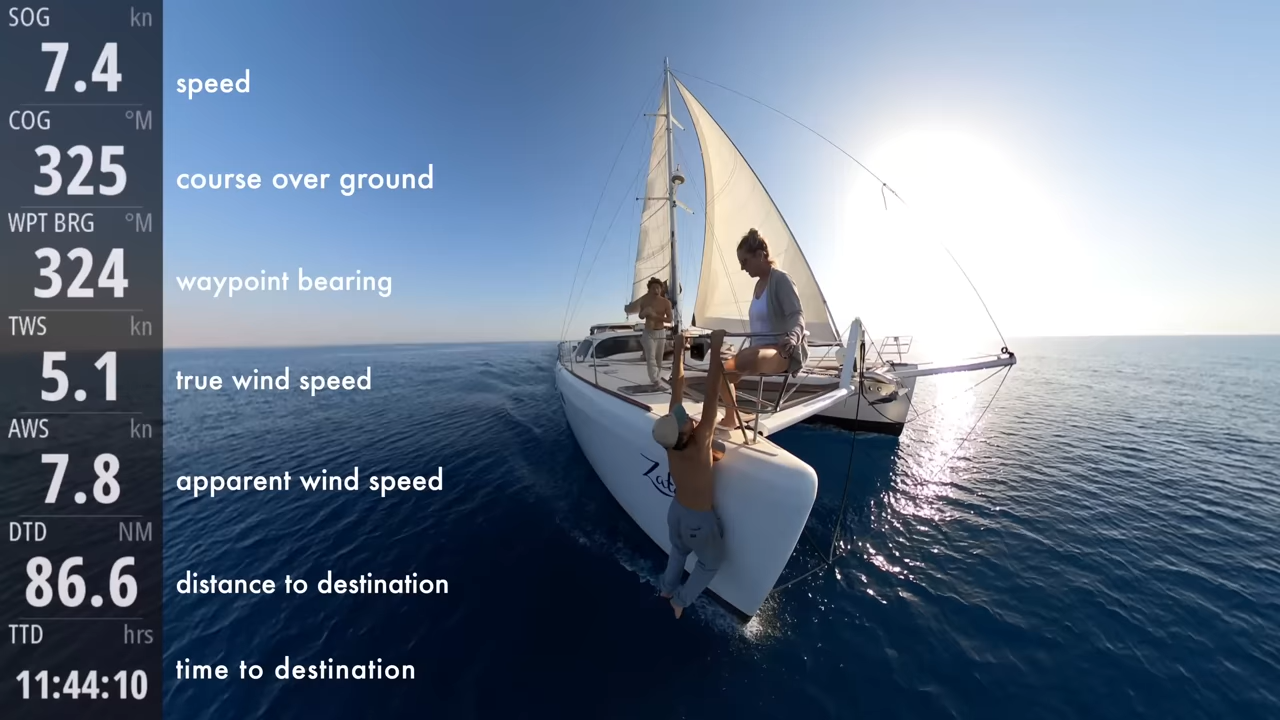 SOG kn
7.4
speed
COG °M
325
course over ground
WPT BRG °M
324
waypoint bearing
TWS kn
5.1
true wind speed
AWS kn
7.8
apparent wind speed
DTD NM
86.6
distance to destination
TTD hrs
11:44:10
time to destination